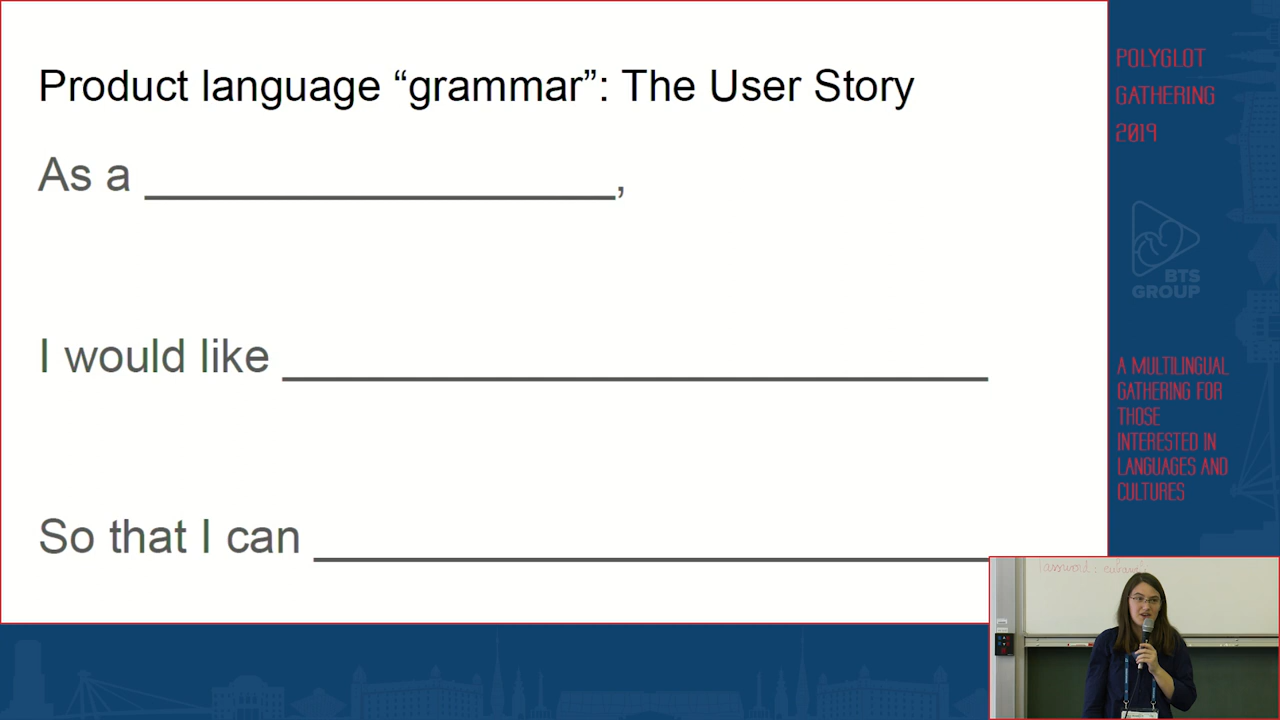 Product language “grammar”: The User Story
As a ____________________,
I would like ______________________________
So that I can _____________________________
POLYGLOT
GATHERING
2019
BTS
GROUP
A MULTILINGUAL
GATHERING FOR
THOSE
INTERESTED IN
LANGUAGES AND
CULTURES